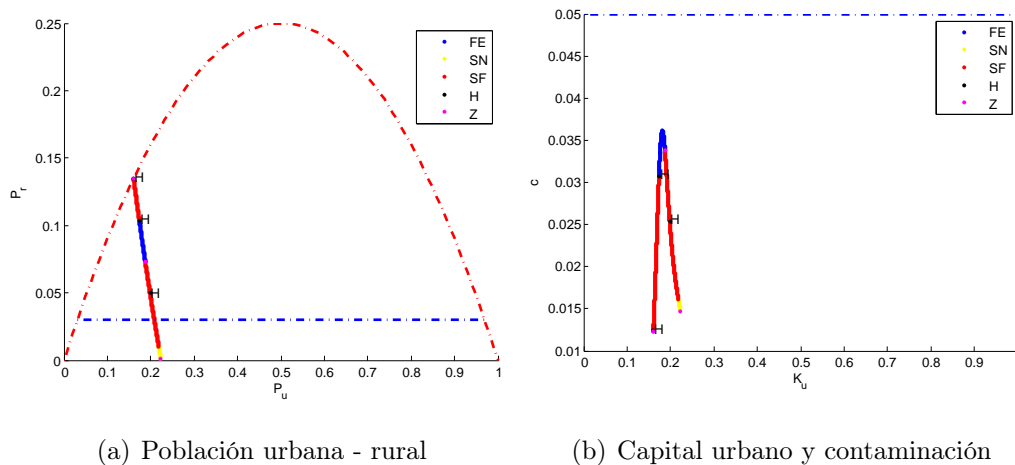 0.25
0.2
0.15
0.1
0.05
0
P_r
0 0.1 0.2 0.3 0.4 0.5 0.6 0.7 0.8 0.9 1
P_u
FE
SN
SF
H
Z
H
H
H
(a) Población urbana - rural
0.05
0.045
0.04
0.035
0.03
0.025
0.02
0.015
0.01
c
0 0.1 0.2 0.3 0.4 0.5 0.6 0.7 0.8 0.9
K_u
FE
SN
SF
H
Z
H
H
H
(b) Capital urbano y contaminación